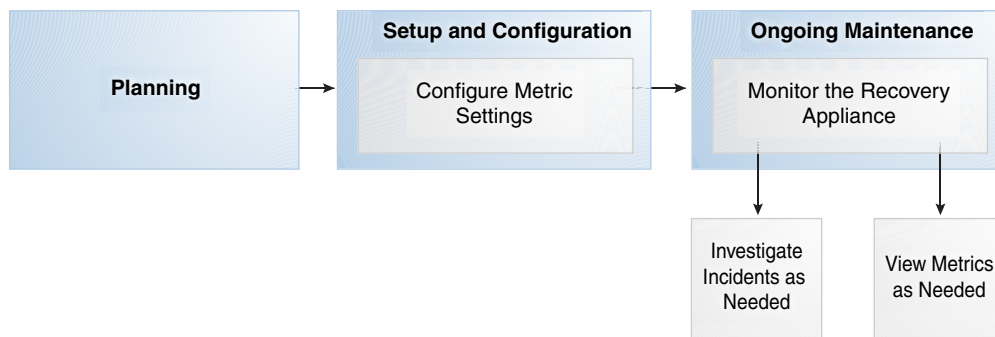 Planning
Setup and Configuration
Configure Metric
Settings
Ongoing Maintenance
Monitor the Recovery
Appliance
Investigate
Incidents as
Needed
View Metrics
as Needed